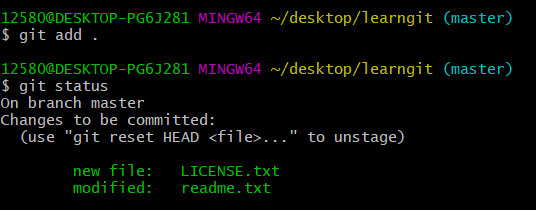 12580@DESKTOP-PG6J281 MINGW64 ~/desktop/learngit (master)
$ git add .
12580@DESKTOP-PG6J281 MINGW64 ~/desktop/learngit (master)
$ git status
On branch master
Changes to be committed:
(use "git reset HEAD <file>..." to unstage)
new file: LICENSE.txt
modified: readme.txt